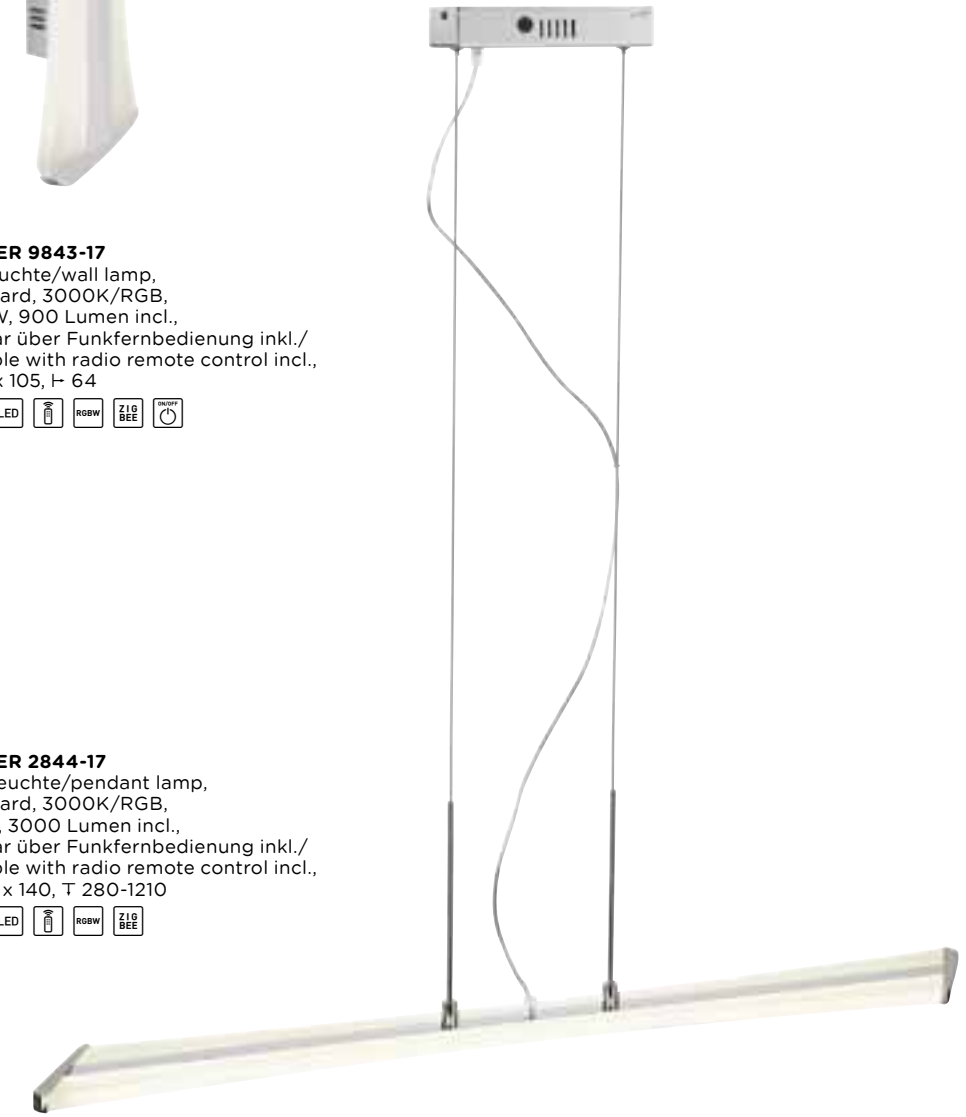 ER 9843-17
uchte/wall lamp,
ard, 3000K/RGB,
W, 900 Lumen incl.,
ar über Funkfernbedienung inkl./
ble with radio remote control incl.,
x 105, ⊢ 64
LED RGBW ZIG BEE ON/OFF
ER 2844-17
euchte/pendant lamp,
ard, 3000K/RGB,
, 3000 Lumen incl.,
ar über Funkfernbedienung inkl./
ble with radio remote control incl.,
x 140, ⊤ 280-1210
LED RGBW ZIG BEE